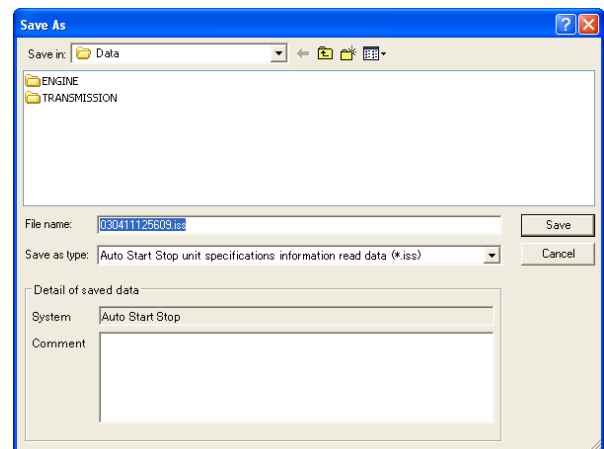 Save As
Save in: Data
ENGINE
TRANSMISSION
File name: 030411125609.iss Save
Save as type: Auto Start Stop unit specifications information read data (*.iss) Cancel
Detail of saved data
System Auto Start Stop
Comment